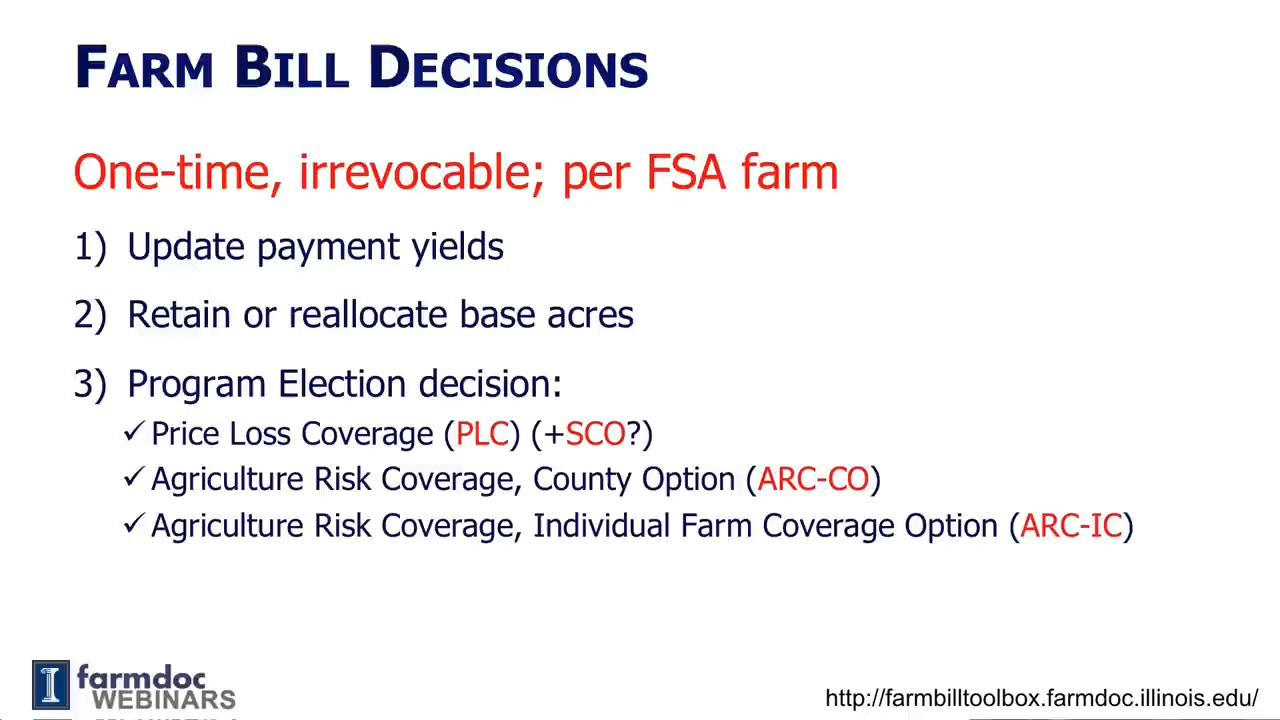 FARM BILL DECISIONS
One-time, irrevocable; per FSA farm
1) Update payment yields
2) Retain or reallocate base acres
3) Program Election decision:
✓ Price Loss Coverage (PLC) (+SCO?)
✓ Agriculture Risk Coverage, County Option (ARC-CO)
✓ Agriculture Risk Coverage, Individual Farm Coverage Option (ARC-IC)
I farmdoc
WEBINARS
http://farmbilltoolbox.farmdoc.illinois.edu/